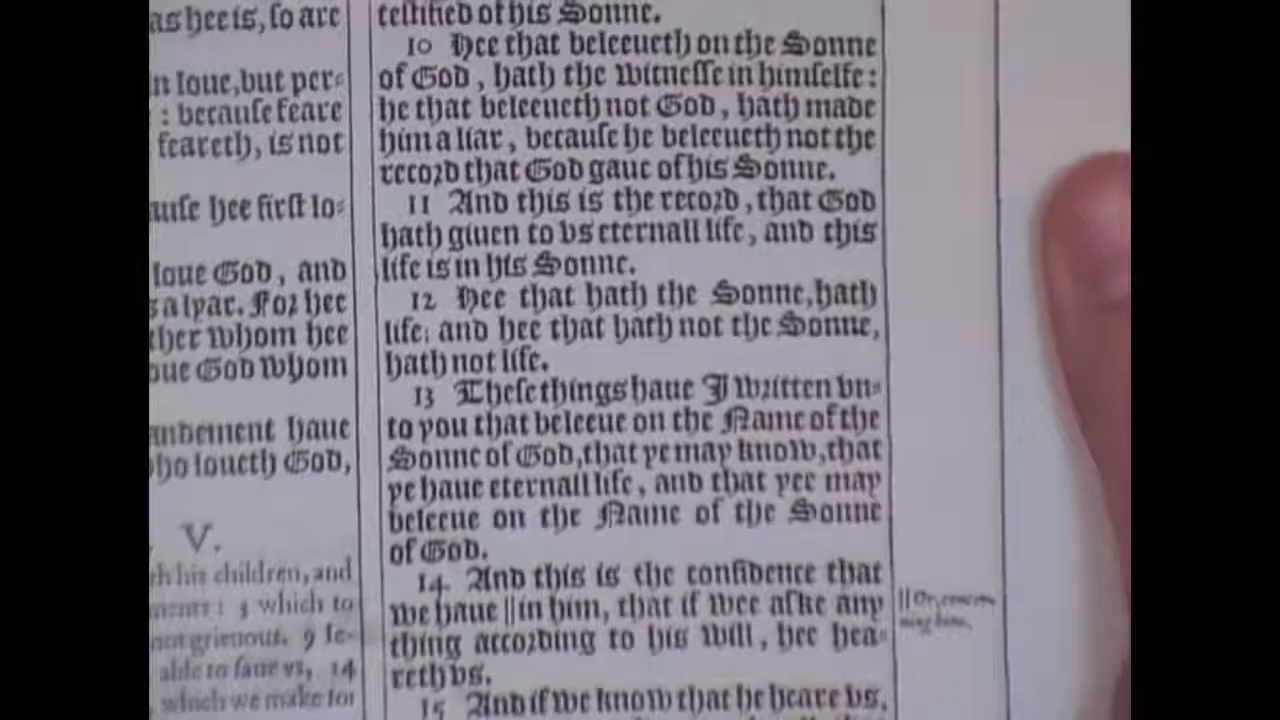 as hee is, so are
n loue, but per-
: because feare
feareth, is not
ause hee first lo-
loue God, and
s a lyar. For hee
ther whom hee
oue God whom
andement haue
ho loueth God,
V.
h his children, and
ments: 3 which to
not grieuous. 9 Ie-
able to saue vs, 14
which we make for
testified of his Sonne.
10 Hee that beleeueth on the Sonne
of God, hath the witnesse in himselfe:
he that beleeueth not God, hath made
him a liar, because he beleeueth not the
record that God gaue of his Sonne.
11 And this is the record, that God
hath giuen to vs eternall life, and this
life is in his Sonne.
12 Hee that hath the Sonne, hath
life; and hee that hath not the Sonne,
hath not life.
13 These things haue I written vn-
to you that beleeue on the Name of the
Sonne of God, that ye may know, that
ye haue eternall life, and that yee may
beleeue on the Name of the Sonne
of God.
14 And this is the confidence that
we haue || in him, that if wee aske any
thing according to his will, hee hea-
reth vs.
15 And if we know that he heare vs,
|| Or, concer-
ning him.